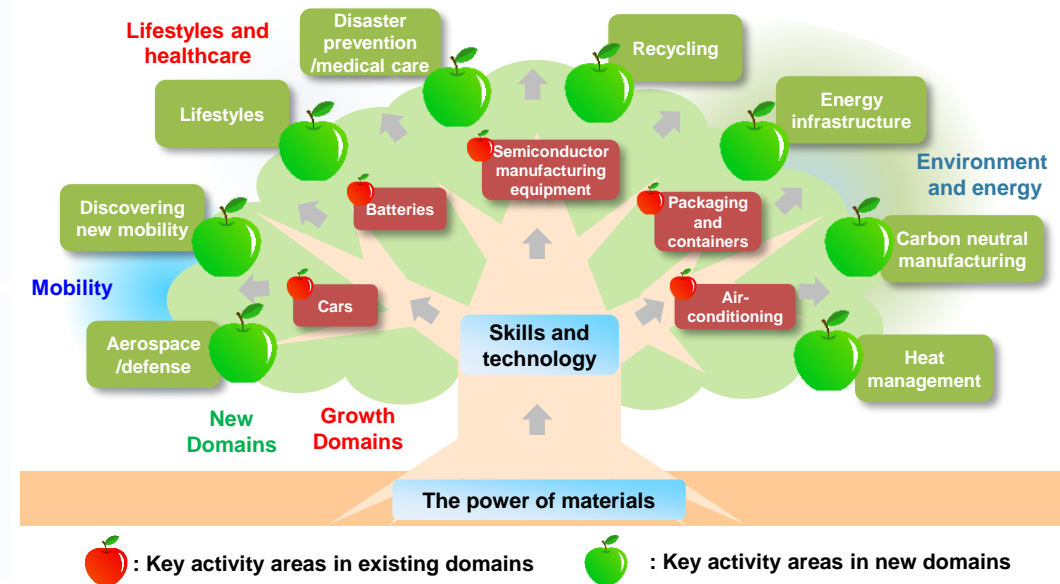 Lifestyles and
healthcare
Disaster
prevention
/medical care
Recycling
Lifestyles
Energy
infrastructure
Semiconductor
manufacturing
equipment
Environment
and energy
Discovering
new mobility
Batteries
Packaging
and
containers
Carbon neutral
manufacturing
Mobility
Cars
Air-
conditioning
Aerospace
/defense
Skills and
technology
Heat
management
New
Domains
Growth
Domains
The power of materials
: Key activity areas in existing domains
: Key activity areas in new domains